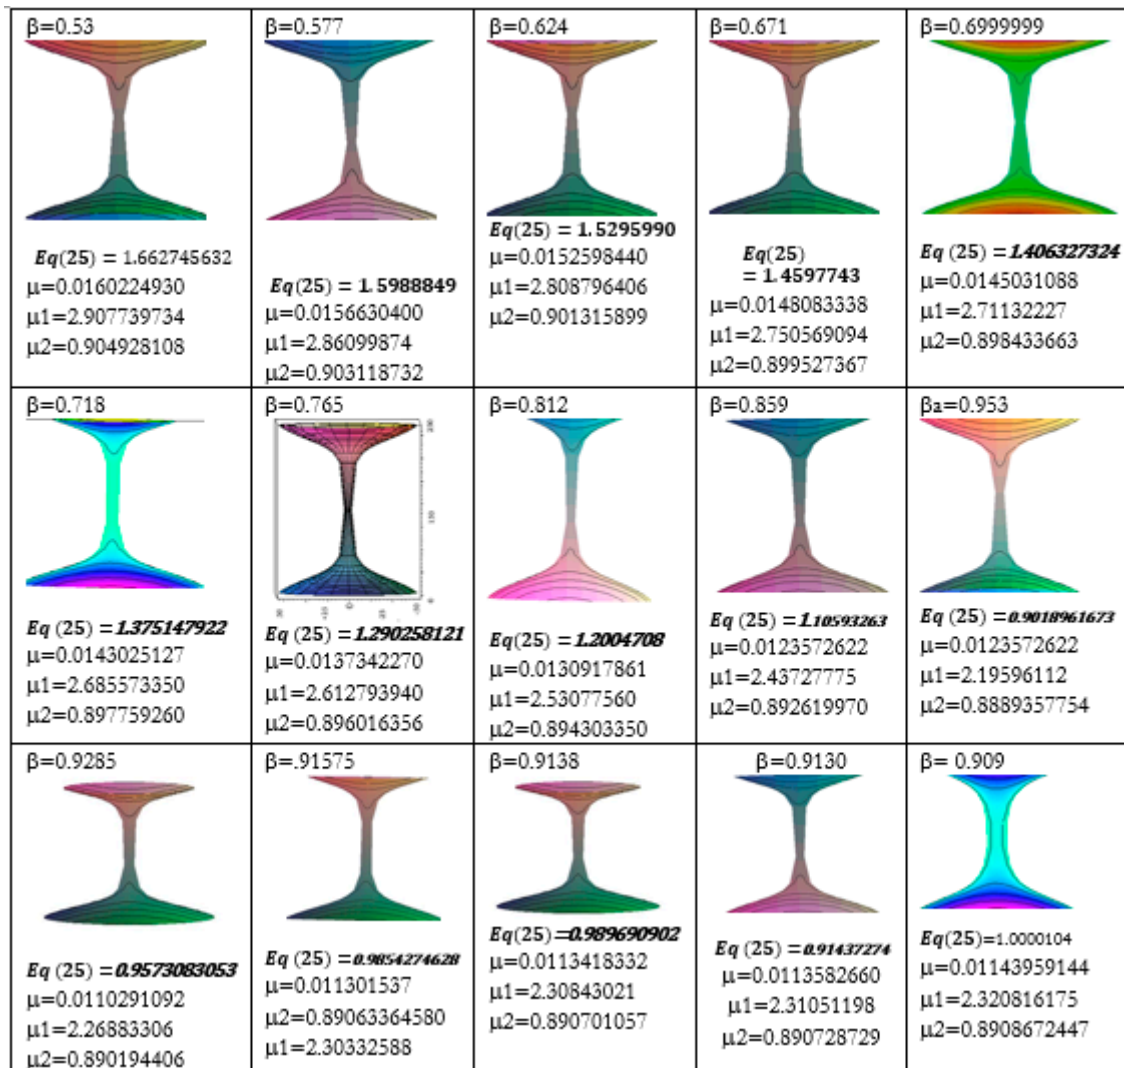 β=0.53
Eq(25) = 1.662745632
μ=0.0160224930
μ1=2.907739734
μ2=0.904928108
β=0.577
Eq(25) = 1.5988849
μ=0.0156630400
μ1=2.86099874
μ2=0.903118732
β=0.624
Eq(25) = 1.5295990
μ=0.0152598440
μ1=2.808796406
μ2=0.901315899
β=0.671
Eq(25)
= 1.4597743
μ=0.0148083338
μ1=2.750569094
μ2=0.899527367
β=0.6999999
Eq (25) =1.406327324
μ=0.0145031088
μ1=2.71132227
μ2=0.898433663
β=0.718
Eq (25) =1.375147922
μ=0.0143025127
μ1=2.685573350
μ2=0.897759260
β=0.765
200
150
0
Eq (25) =1.290258121
μ=0.0137342270
μ1=2.612793940
μ2=0.896016356
β=0.812
Eq (25) =1.2004708
μ=0.0130917861
μ1=2.53077560
μ2=0.894303350
β=0.859
Eq (25) =1.10593263
μ=0.0123572622
μ1=2.43727775
μ2=0.892619970
βa=0.953
Eq (25) =0.9018961673
μ=0.0123572622
μ1=2.19596112
μ2=0.8889357754
β=0.9285
Eq (25) =0.9573083053
μ=0.0110291092
μ1=2.26883306
μ2=0.890194406
β=.91575
Eq (25) =0.9854274628
μ=0.011301537
μ2=0.89063364580
μ1=2.30332588
β=0.9138
Eq(25)=0.989690902
μ=0.0113418332
μ1=2.30843021
μ2=0.890701057
β=0.9130
Eq (25) =0.91437274
μ=0.0113582660
μ1=2.31051198
μ2=0.890728729
β= 0.909
Eq(25)=1.0000104
μ=0.01143959144
μ1=2.320816175
μ2=0.8908672447